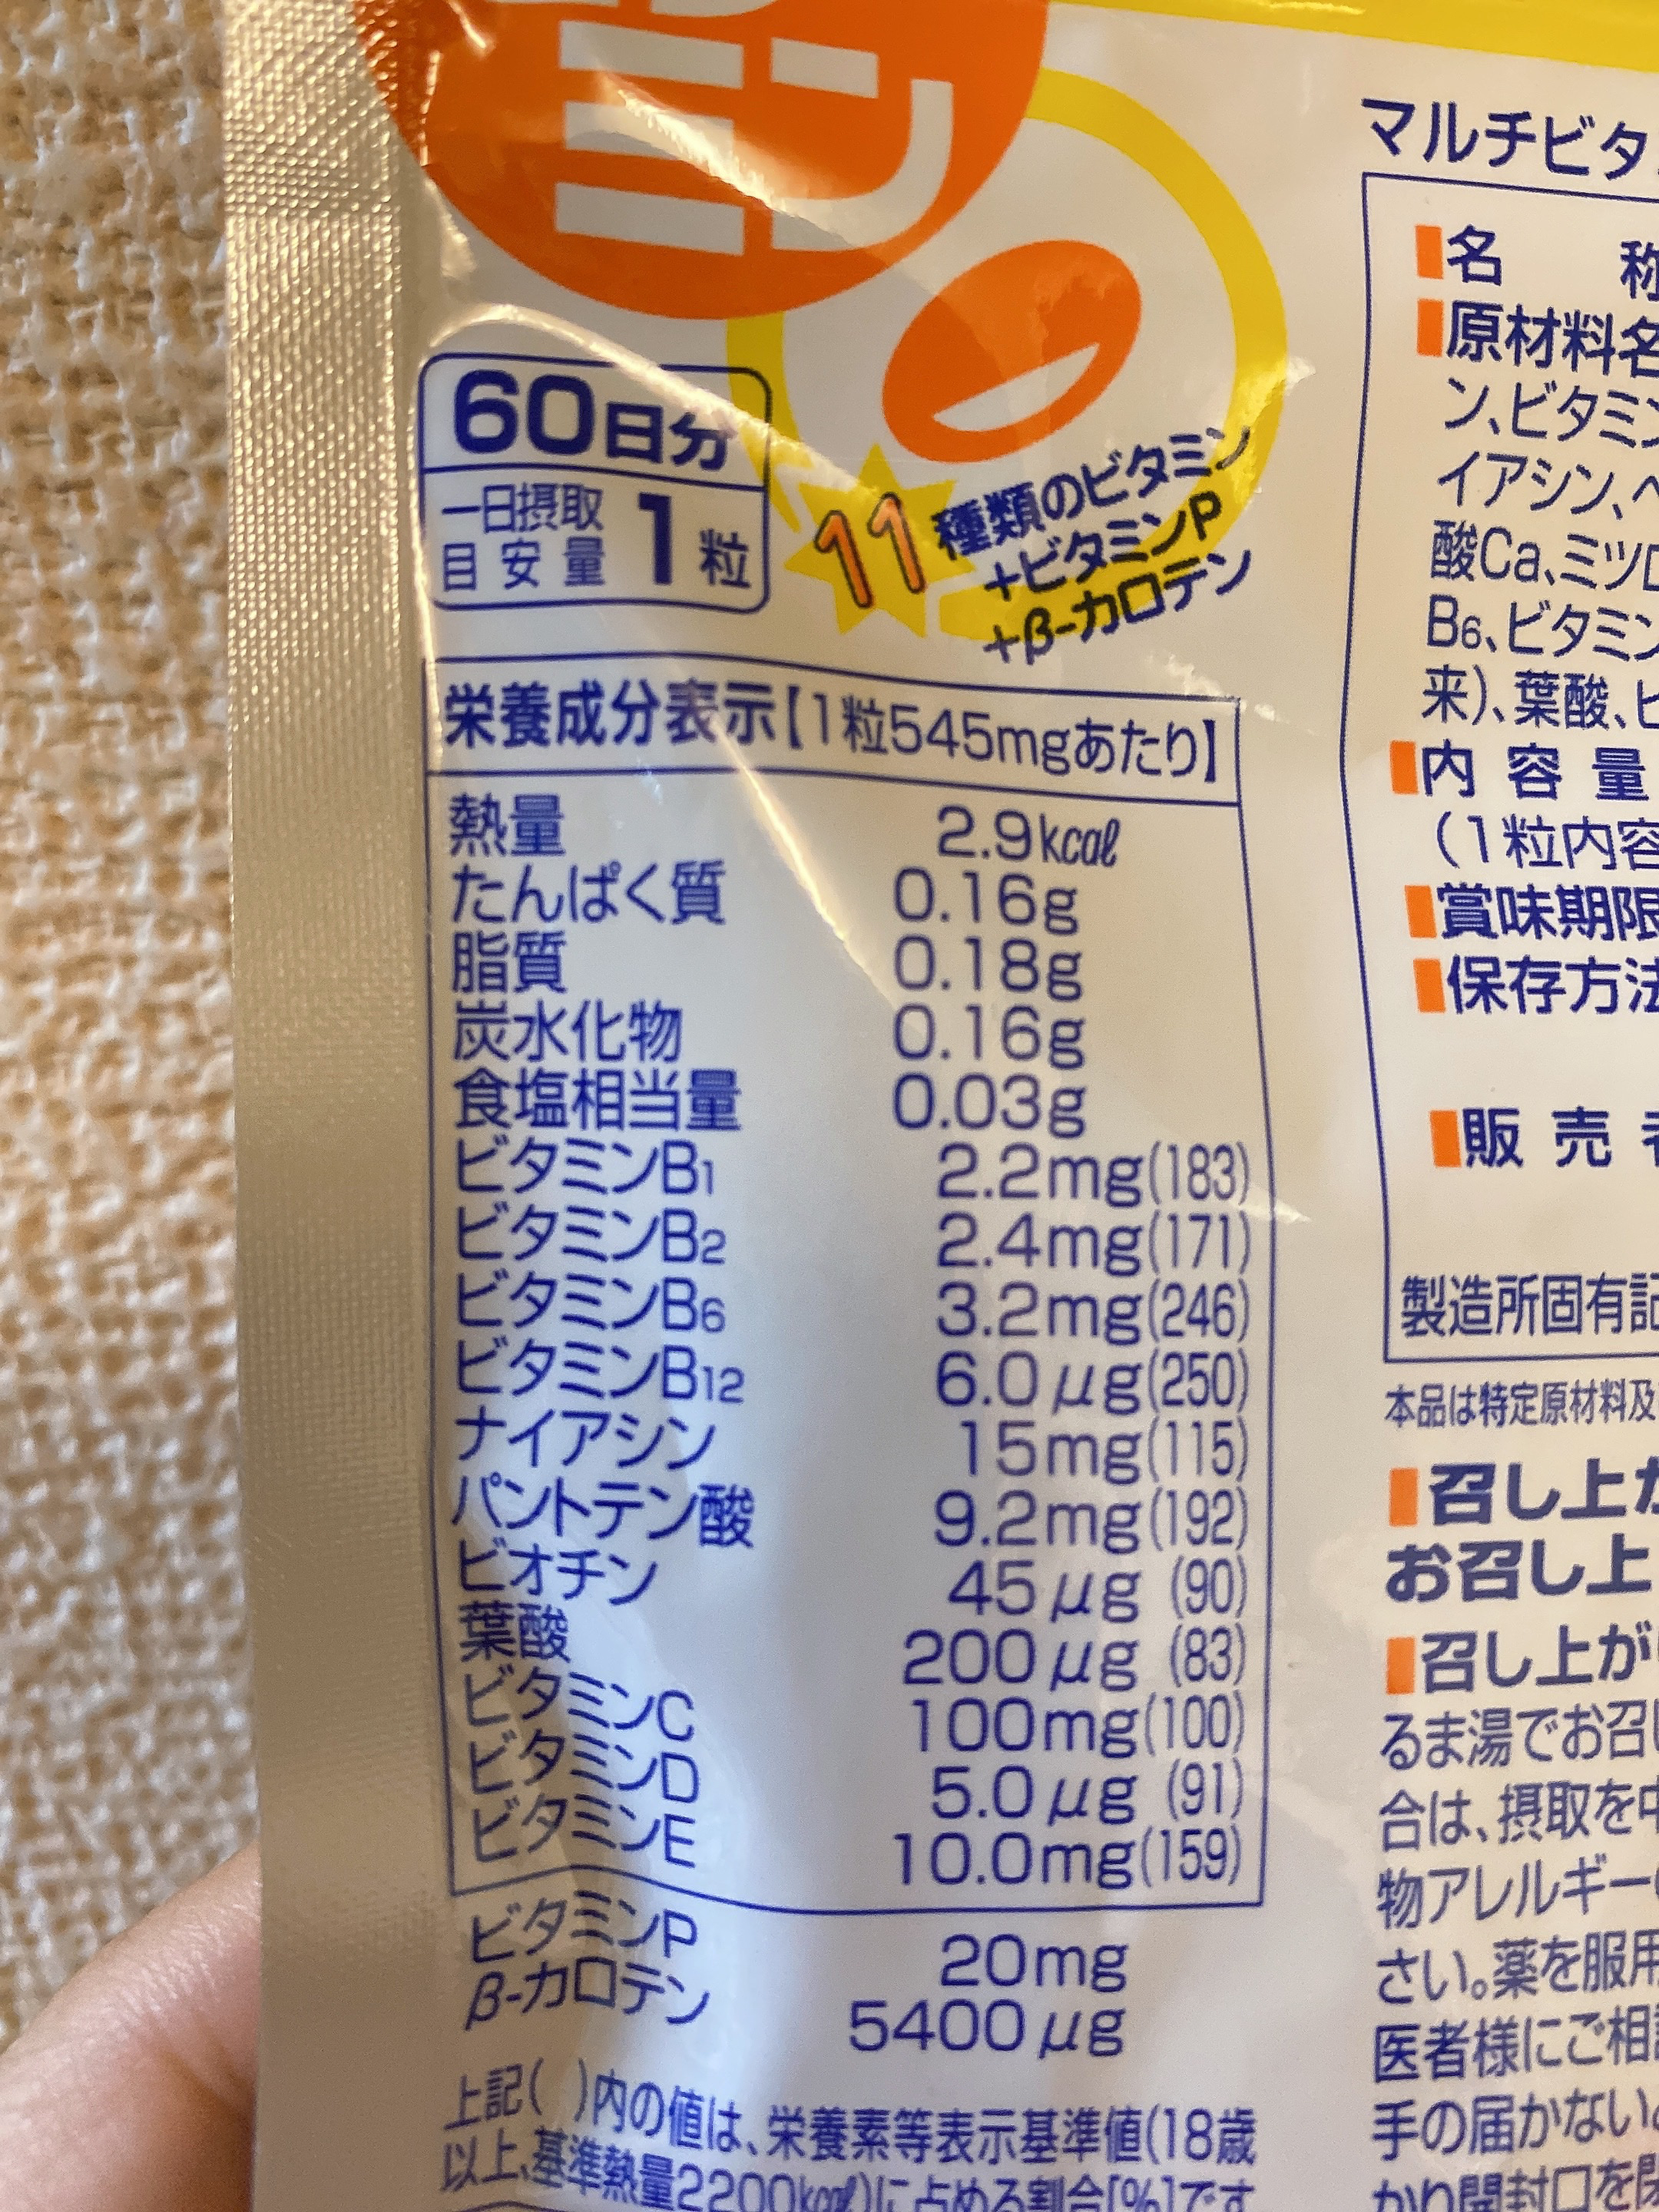 60日分
一日摂取
目安量 1粒
11種類のビタミン
+ビタミンP
+β-カロテン
栄養成分表示【1粒545mgあたり】
熱量 2.9kcal
たんぱく質 0.16g
脂質 0.18g
炭水化物 0.16g
食塩相当量 0.03g
ビタミンB1 2.2mg(183)
ビタミンB2 2.4mg(171)
ビタミンB6 3.2mg(246)
ビタミンB12 6.0μg(250)
ナイアシン 15mg(115)
パントテン酸 9.2mg(192)
ビオチン 45μg (90)
葉酸 200μg (83)
ビタミンC 100mg(100)
ビタミンD 5.0μg (91)
ビタミンE 10.0mg(159)
ビタミンP 20mg
β-カロテン 5400μg
上記( )内の値は、栄養素等表示基準値(18歳
以上、基準熱量2200kcal)に占める割合[%]です
マルチビタ
名 称
原材料名
ン、ビタミン
イアシン、
酸Ca、ミツロ
B6、ビタミン
来)、葉酸、ビ
内容量
(1粒内容
賞味期限
保存方法
販売者
製造所固有記
本品は特定原材料及
召し上が
お召し上
召し上が
るま湯でお召し
合は、摂取を中
物アレルギー
さい。薬を服用
医者様にご相談
手の届かない
かり開封口を閉